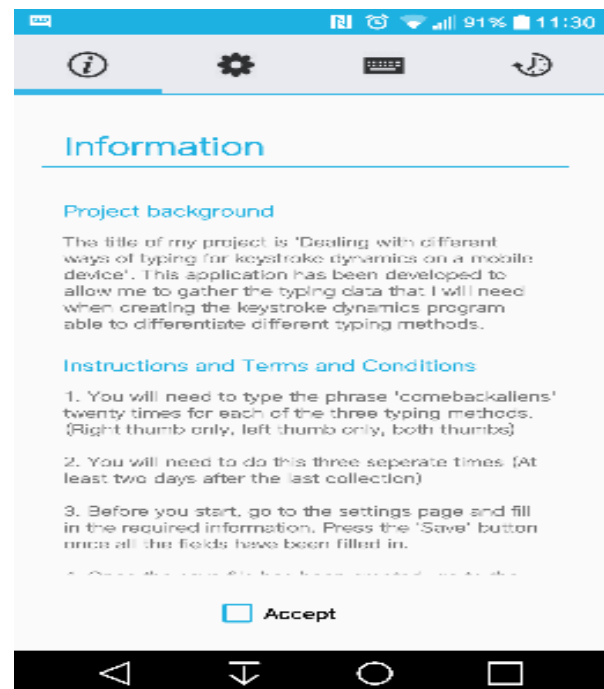 91% 11:30
Information
Project background
The title of my project is 'Dealing with different
ways of typing for keystroke dynamics on a mobile
device'. This application has been developed to
allow me to gather the typing data that I will need
when creating the keystroke dynamics program
able to differentiate different typing methods.
Instructions and Terms and Conditions
1. You will need to type the phrase 'comebackaliens'
twenty times for each of the three typing methods.
(Right thumb only, left thumb only, both thumbs)
2. You will need to do this three seperate times (At
least two days after the last collection)
3. Before you start, go to the settings page and fill
in the required information. Press the 'Save' button
once all the fields have been filled in.
Accept